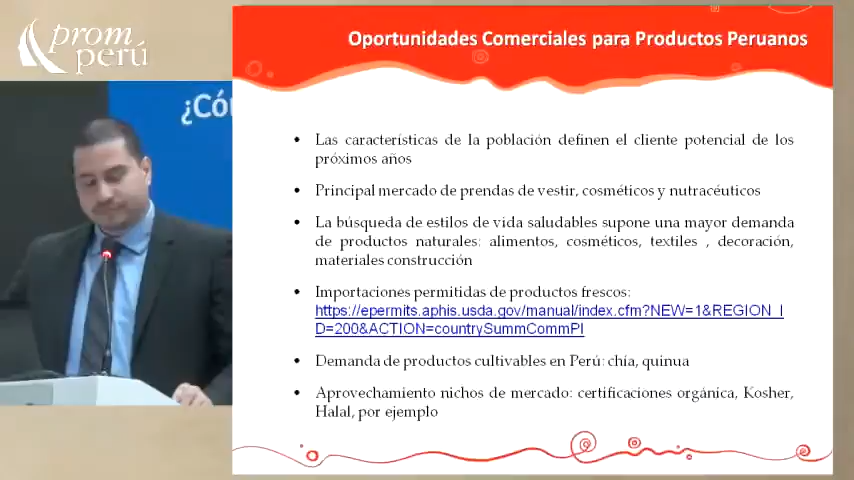 prom
perú
¿Có
Oportunidades Comerciales para Productos Peruanos
• Las características de la población definen el cliente potencial de los
próximos años
• Principal mercado de prendas de vestir, cosméticos y nutracéuticos
• La búsqueda de estilos de vida saludables supone una mayor demanda
de productos naturales: alimentos, cosméticos, textiles , decoración,
materiales construcción
• Importaciones permitidas de productos frescos:
https://epermits.aphis.usda.gov/manual/index.cfm?NEW=1&REGION_I
D=200&ACTION=countrySummCommPI
• Demanda de productos cultivables en Perú: chía, quinua
• Aprovechamiento nichos de mercado: certificaciones orgánica, Kosher,
Halal, por ejemplo